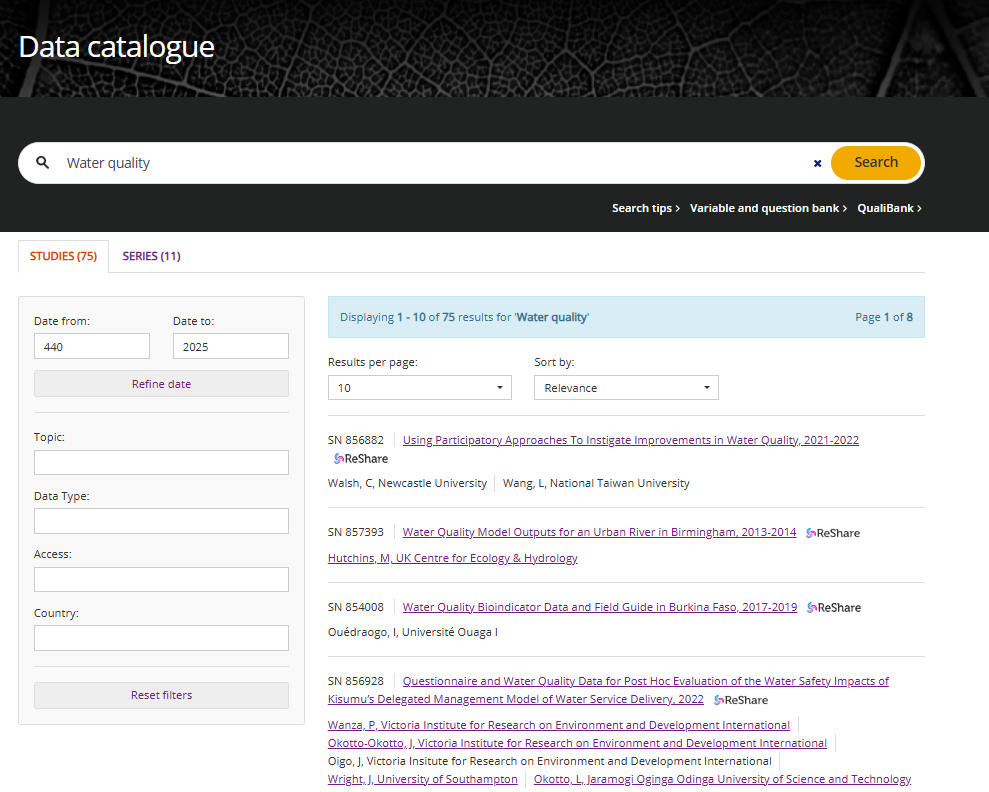 Data catalogue
Water quality
Search
Search tips
Variable and question bank
QualiBank
STUDIES (75)
SERIES (11)
Date from:
Date to:
440
2025
Refine date
Topic:
Data Type:
Access:
Country:
Reset filters
Displaying 1 - 10 of 75 results for 'Water quality'
Page 1 of 8
Results per page:
Sort by:
10
Relevance
SN 856882 Using Participatory Approaches To Instigate Improvements in Water Quality, 2021-2022
ReShare
Walsh, C, Newcastle University Wang, L, National Taiwan University
SN 857393 Water Quality Model Outputs for an Urban River in Birmingham, 2013-2014 ReShare
Hutchins, M, UK Centre for Ecology & Hydrology
SN 854008 Water Quality Bioindicator Data and Field Guide in Burkina Faso, 2017-2019 ReShare
Ouédraogo, I, Université Ouaga I
SN 856928 Questionnaire and Water Quality Data for Post Hoc Evaluation of the Water Safety Impacts of
Kisumu's Delegated Management Model of Water Service Delivery, 2022 ReShare
Wanza, P, Victoria Institute for Research on Environment and Development International
Okotto-Okotto, J, Victoria Institute for Research on Environment and Development International
Oigo, J, Victoria Insitute for Research on Environment and Development International
Wright, J, University of Southampton Okotto, L, Jaramogi Oginga Odinga University of Science and Technology